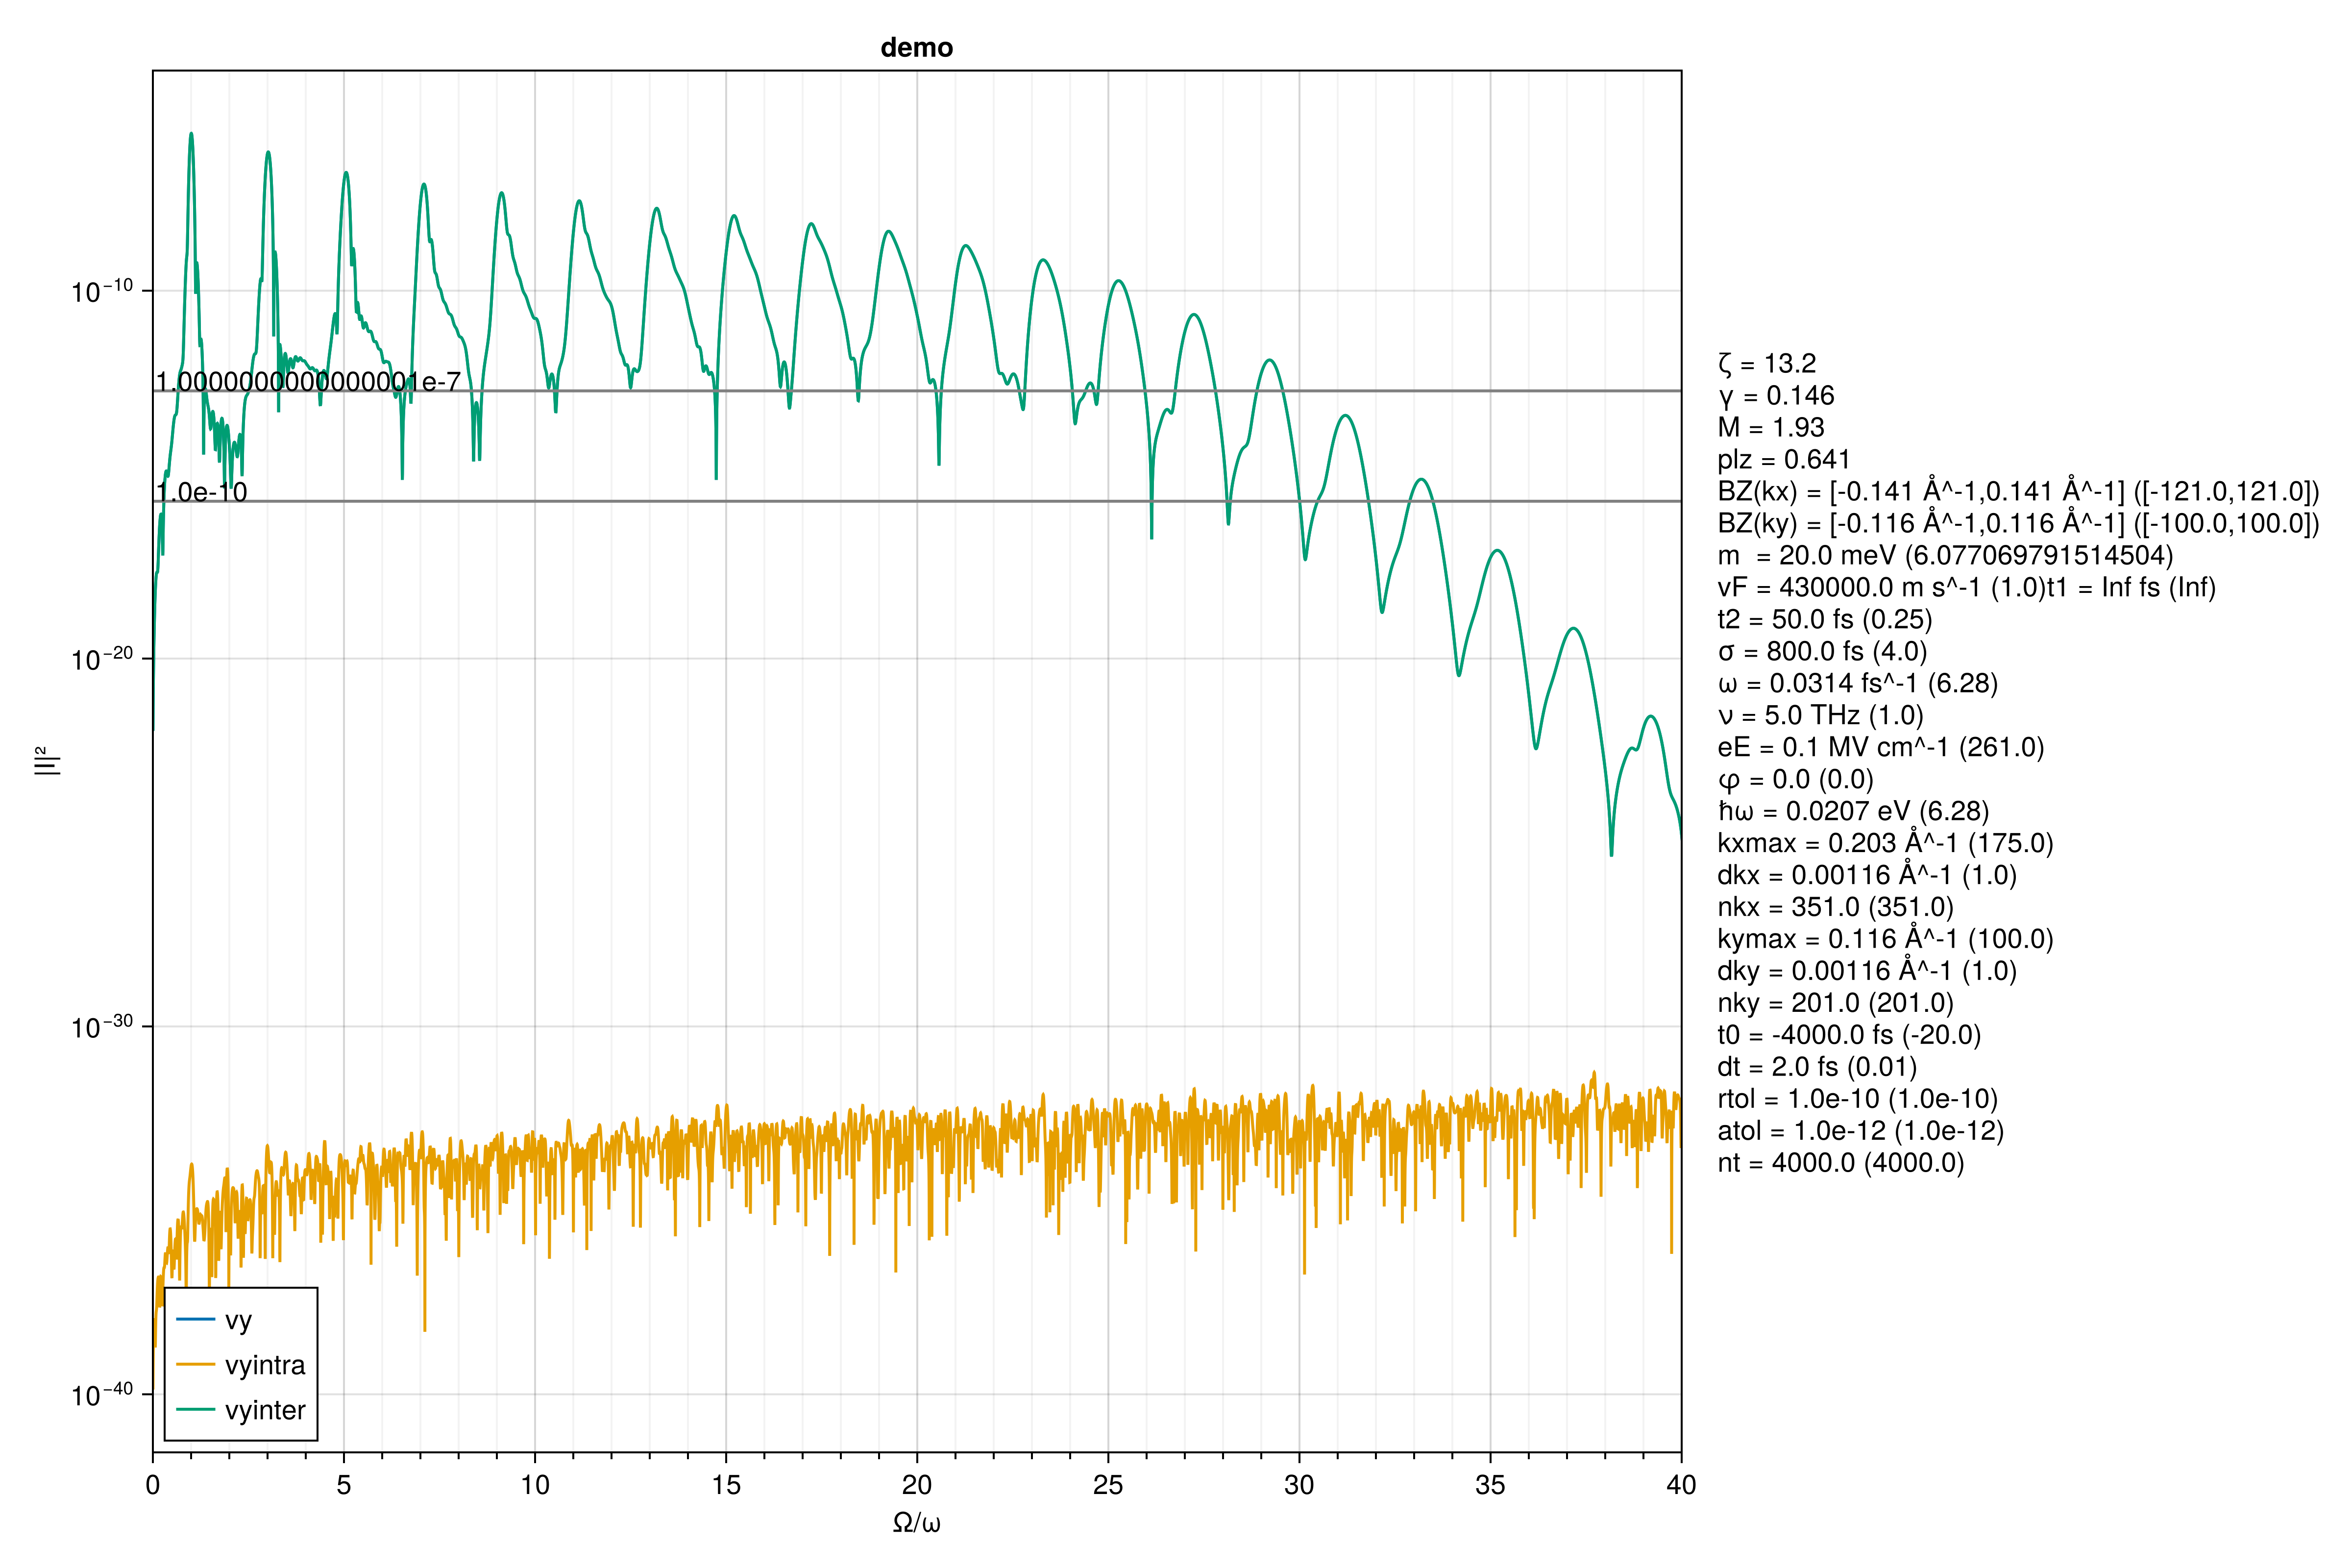 demo
|I|²
10⁻¹⁰
10⁻²⁰
10⁻³⁰
10⁻⁴⁰
1.0000000000000001e-7
1.0e-10
vy
vyintra
vyinter
0 5 10 15 20 25 30 35 40
Ω/ω
ζ = 13.2
γ = 0.146
M = 1.93
plz = 0.641
BZ(kx) = [-0.141 Å^-1,0.141 Å^-1] ([-121.0,121.0])
BZ(ky) = [-0.116 Å^-1,0.116 Å^-1] ([-100.0,100.0])
m  = 20.0 meV (6.077069791514504)
vF = 430000.0 m s^-1 (1.0)t1 = Inf fs (Inf)
t2 = 50.0 fs (0.25)
σ = 800.0 fs (4.0)
ω = 0.0314 fs^-1 (6.28)
ν = 5.0 THz (1.0)
eE = 0.1 MV cm^-1 (261.0)
φ = 0.0 (0.0)
ħω = 0.0207 eV (6.28)
kxmax = 0.203 Å^-1 (175.0)
dkx = 0.00116 Å^-1 (1.0)
nkx = 351.0 (351.0)
kymax = 0.116 Å^-1 (100.0)
dky = 0.00116 Å^-1 (1.0)
nky = 201.0 (201.0)
t0 = -4000.0 fs (-20.0)
dt = 2.0 fs (0.01)
rtol = 1.0e-10 (1.0e-10)
atol = 1.0e-12 (1.0e-12)
nt = 4000.0 (4000.0)